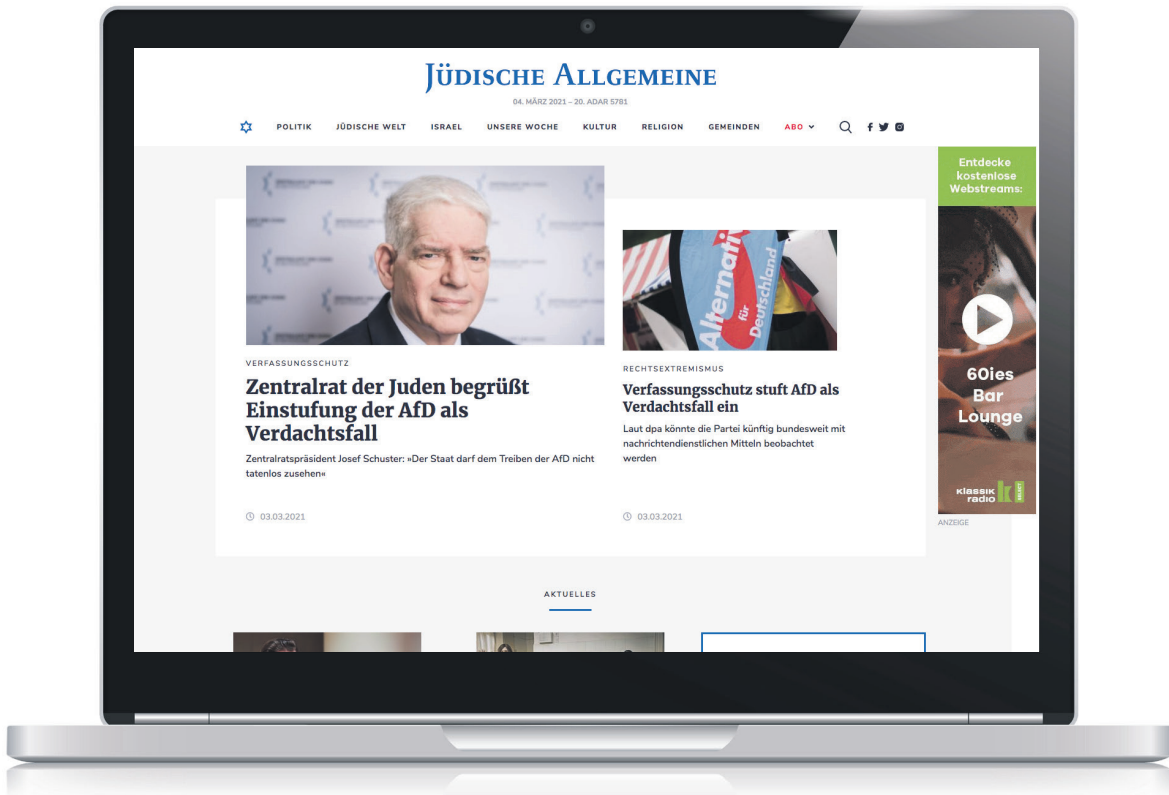 JÜDISCHE ALLGEMEINE
04. MÄRZ 2021 – 20. ADAR 5781
POLITIK JÜDISCHE WELT ISRAEL UNSERE WOCHE KULTUR RELIGION GEMEINDEN ABO
VERFASSUNGSSCHUTZ
Zentralrat der Juden begrüßt
Einstufung der AfD als
Verdachtsfall
Zentralratspräsident Josef Schuster: »Der Staat darf dem Treiben der AfD nicht
tatenlos zusehen«
03.03.2021
Alternative
für
Deutschland
RECHTSEXTREMISMUS
Verfassungsschutz stuft AfD als
Verdachtsfall ein
Laut dpa könnte die Partei künftig bundesweit mit
nachrichtendienstlichen Mitteln beobachtet
werden
03.03.2021
Entdecke
kostenlose
Webstreams:
60ies
Bar
Lounge
klassik
radio
SELECT
ANZEIGE
AKTUELLES